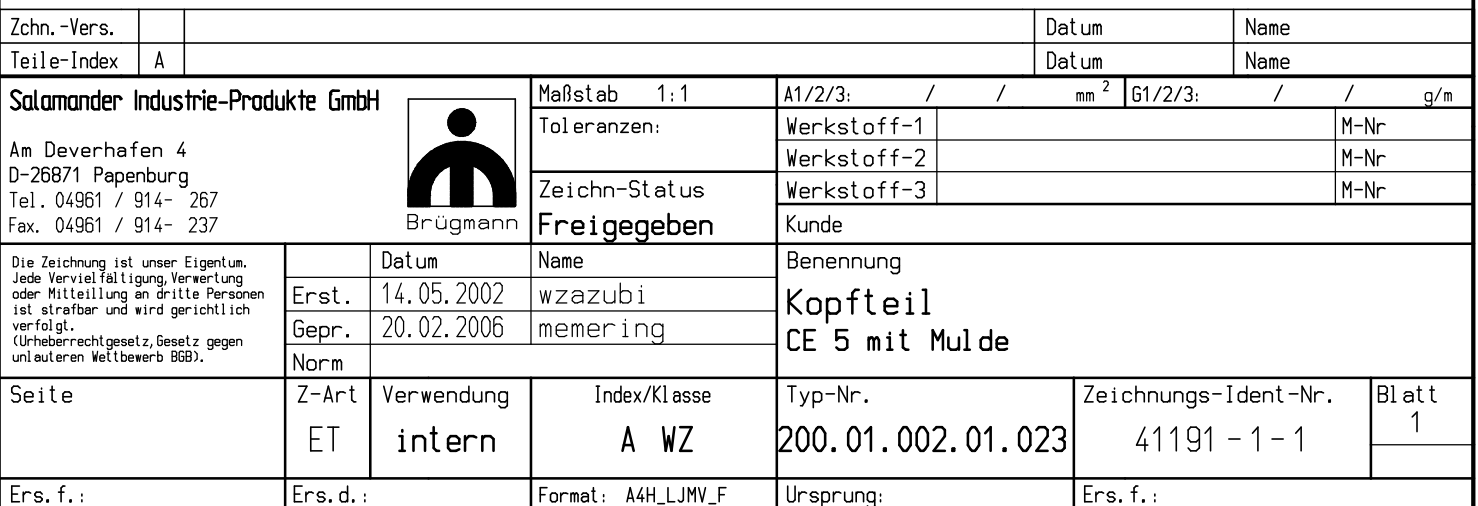 Zchn.-Vers. Datum Name
Teile-Index A Datum Name
Salamander Industrie-Produkte GmbH
Am Deverhafen 4
D-26871 Papenburg
Tel. 04961 / 914- 267
Fax. 04961 / 914- 237
Brügmann
Maßstab 1:1
Toleranzen:
Zeichn-Status
Freigegeben
A1/2/3: / / mm 2 G1/2/3: / / g/m
Werkstoff-1 M-Nr
Werkstoff-2 M-Nr
Werkstoff-3 M-Nr
Kunde
Die Zeichnung ist unser Eigentum.
Jede Vervielfältigung,Verwertung
oder Mitteillung an dritte Personen
ist strafbar und wird gerichtlich
verfolgt.
(Urheberrechtgesetz,Gesetz gegen
unlauteren Wettbewerb BGB).
Datum Name
Erst. 14.05.2002 wzazubi
Gepr. 20.02.2006 memering
Norm
Benennung
Kopfteil
CE 5 mit Mulde
Seite Z-Art Verwendung Index/Klasse Typ-Nr. Zeichnungs-Ident-Nr. Blatt
ET intern A WZ 200.01.002.01.023 41191-1-1 1
Ers.f.: Ers.d.: Format: A4H_LJMV_F Ursprung: Ers.f.: